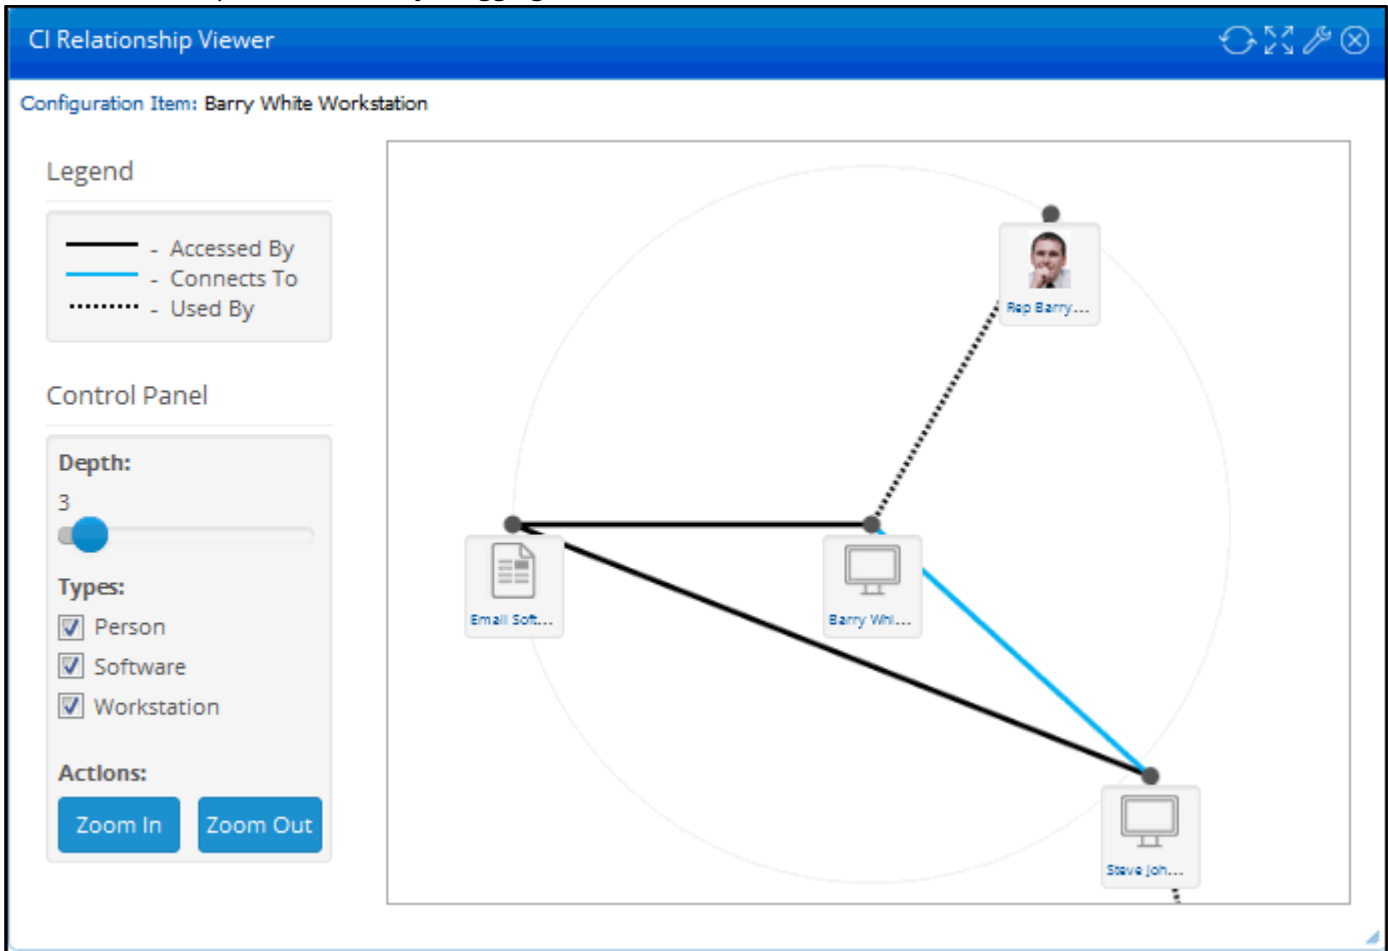 CI Relationship Viewer
Configuration Item: Barry White Workstation
Legend
- Accessed By
- Connects To
- Used By
Control Panel
Depth:
3
Types:
Person
Software
Workstation
Actions:
Zoom In
Zoom Out
Rep Barry...
Email Soft...
Barry Whi...
Steve Joh...